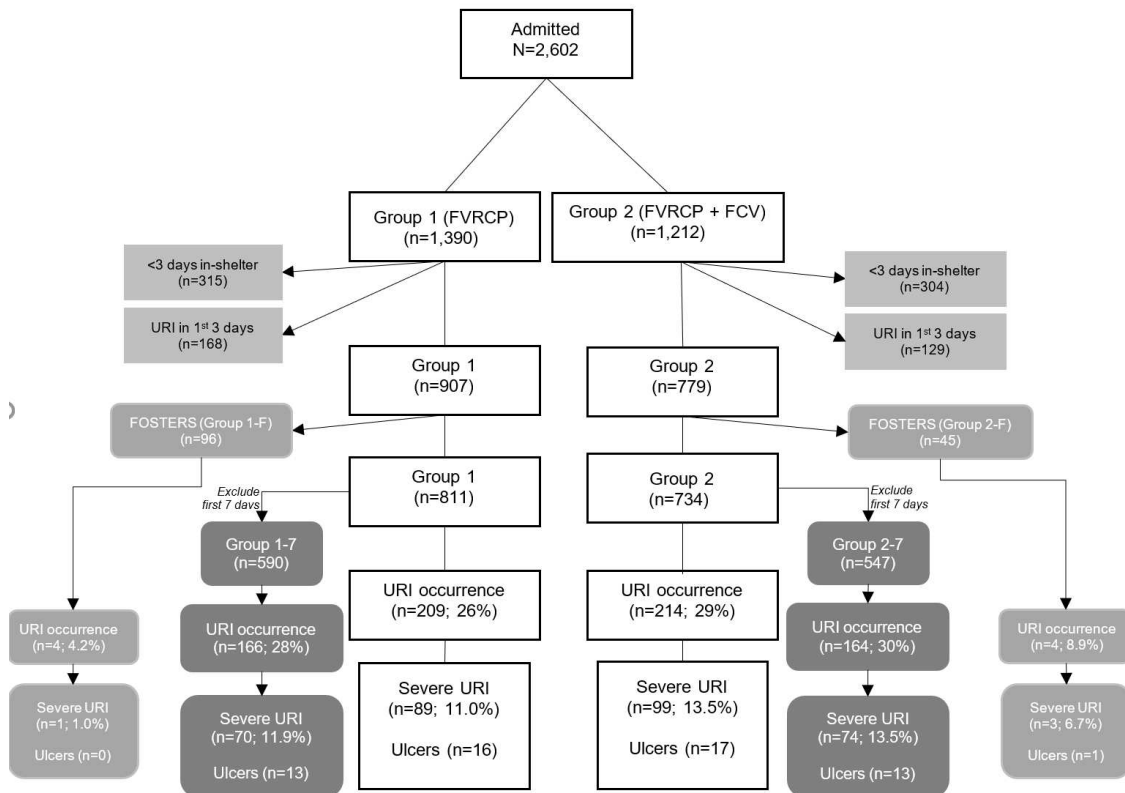 Admitted
N=2,602
Group 1 (FVRCP)
(n=1,390)
Group 2 (FVRCP + FCV)
(n=1,212)
<3 days in-shelter
(n=315)
<3 days in-shelter
(n=304)
URI in 1st 3 days
(n=168)
URI in 1st 3 days
(n=129)
Group 1
(n=907)
Group 2
(n=779)
FOSTERS (Group 1-F)
(n=96)
FOSTERS (Group 2-F)
(n=45)
Group 1
(n=811)
Group 2
(n=734)
Exclude
first 7 days
Exclude
first 7 days
Group 1-7
(n=590)
Group 2-7
(n=547)
URI occurrence
(n=4; 4.2%)
URI occurrence
(n=166; 28%)
URI occurrence
(n=209; 26%)
URI occurrence
(n=214; 29%)
URI occurrence
(n=164; 30%)
URI occurrence
(n=4; 8.9%)
Severe URI
(n=1; 1.0%)
Ulcers (n=0)
Severe URI
(n=70; 11.9%)
Ulcers (n=13)
Severe URI
(n=89; 11.0%)
Ulcers (n=16)
Severe URI
(n=99; 13.5%)
Ulcers (n=17)
Severe URI
(n=74; 13.5%)
Ulcers (n=13)
Severe URI
(n=3; 6.7%)
Ulcers (n=1)